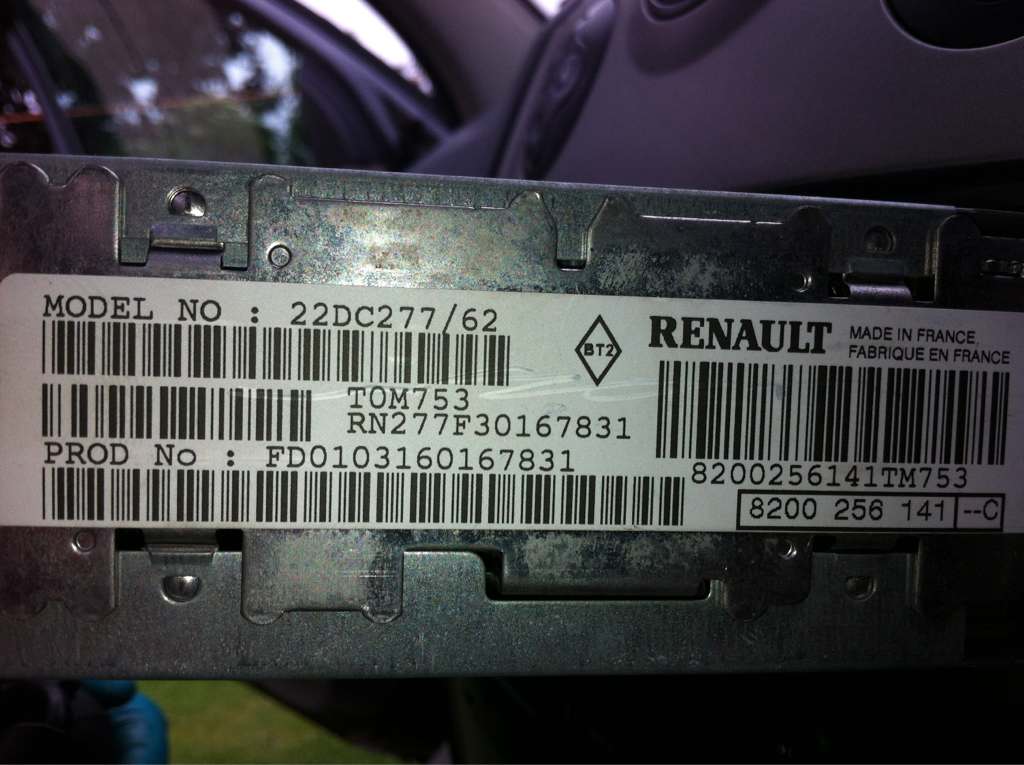 MODEL NO : 22DC277/62
TOM753
RN277F30167831
PROD No : FD0103160167831
BT2
RENAULT
MADE IN FRANCE,
FABRIQUE EN FRANCE
8200256141TM753
8200 256 141 --C